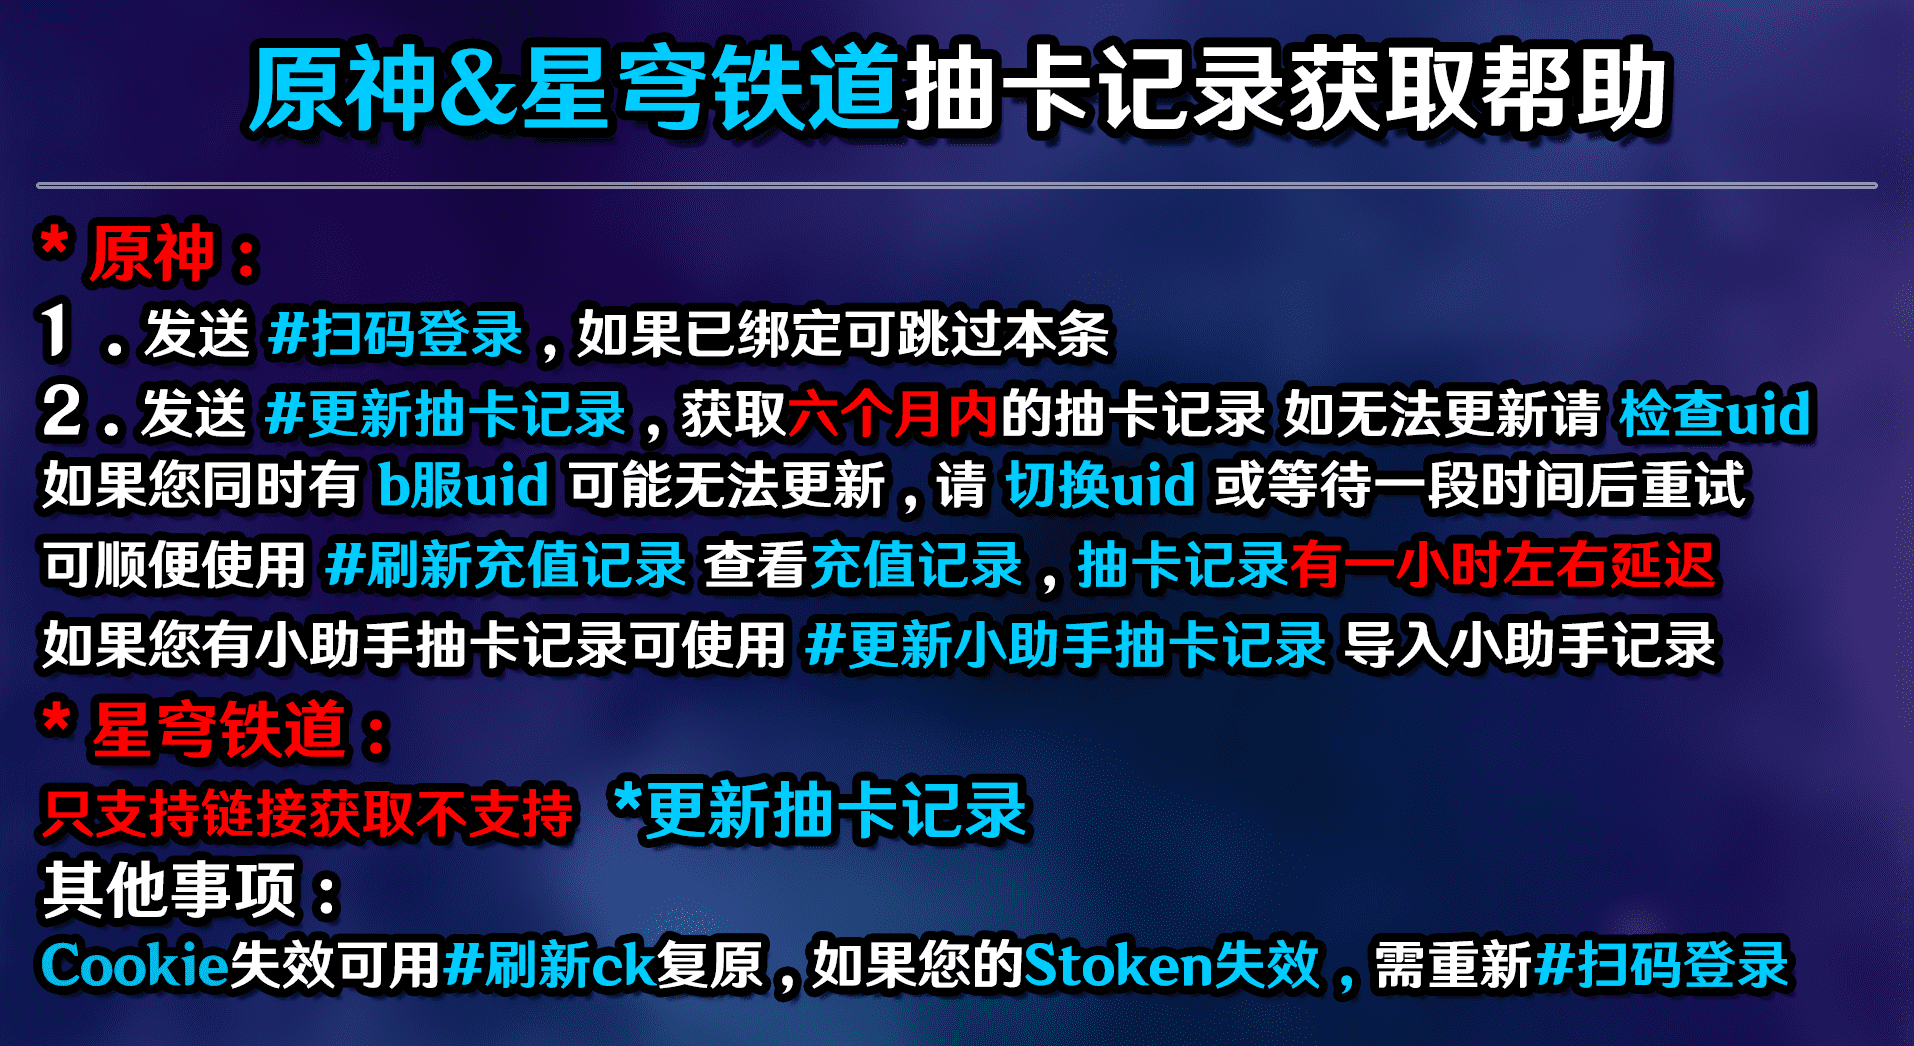 原神&星穹铁道抽卡记录获取帮助
* 原神：
1 . 发送 #扫码登录，如果已绑定可跳过本条
2 . 发送 #更新抽卡记录，获取六个月内的抽卡记录 如无法更新请 检查uid
如果您同时有 b服uid 可能无法更新，请 切换uid 或等待一段时间后重试
可顺便使用 #刷新充值记录 查看充值记录，抽卡记录有一小时左右延迟
如果您有小助手抽卡记录可使用 #更新小助手抽卡记录 导入小助手记录
* 星穹铁道：
只支持链接获取不支持 *更新抽卡记录
其他事项：
Cookie失效可用#刷新ck复原，如果您的Stoken失效，需重新#扫码登录